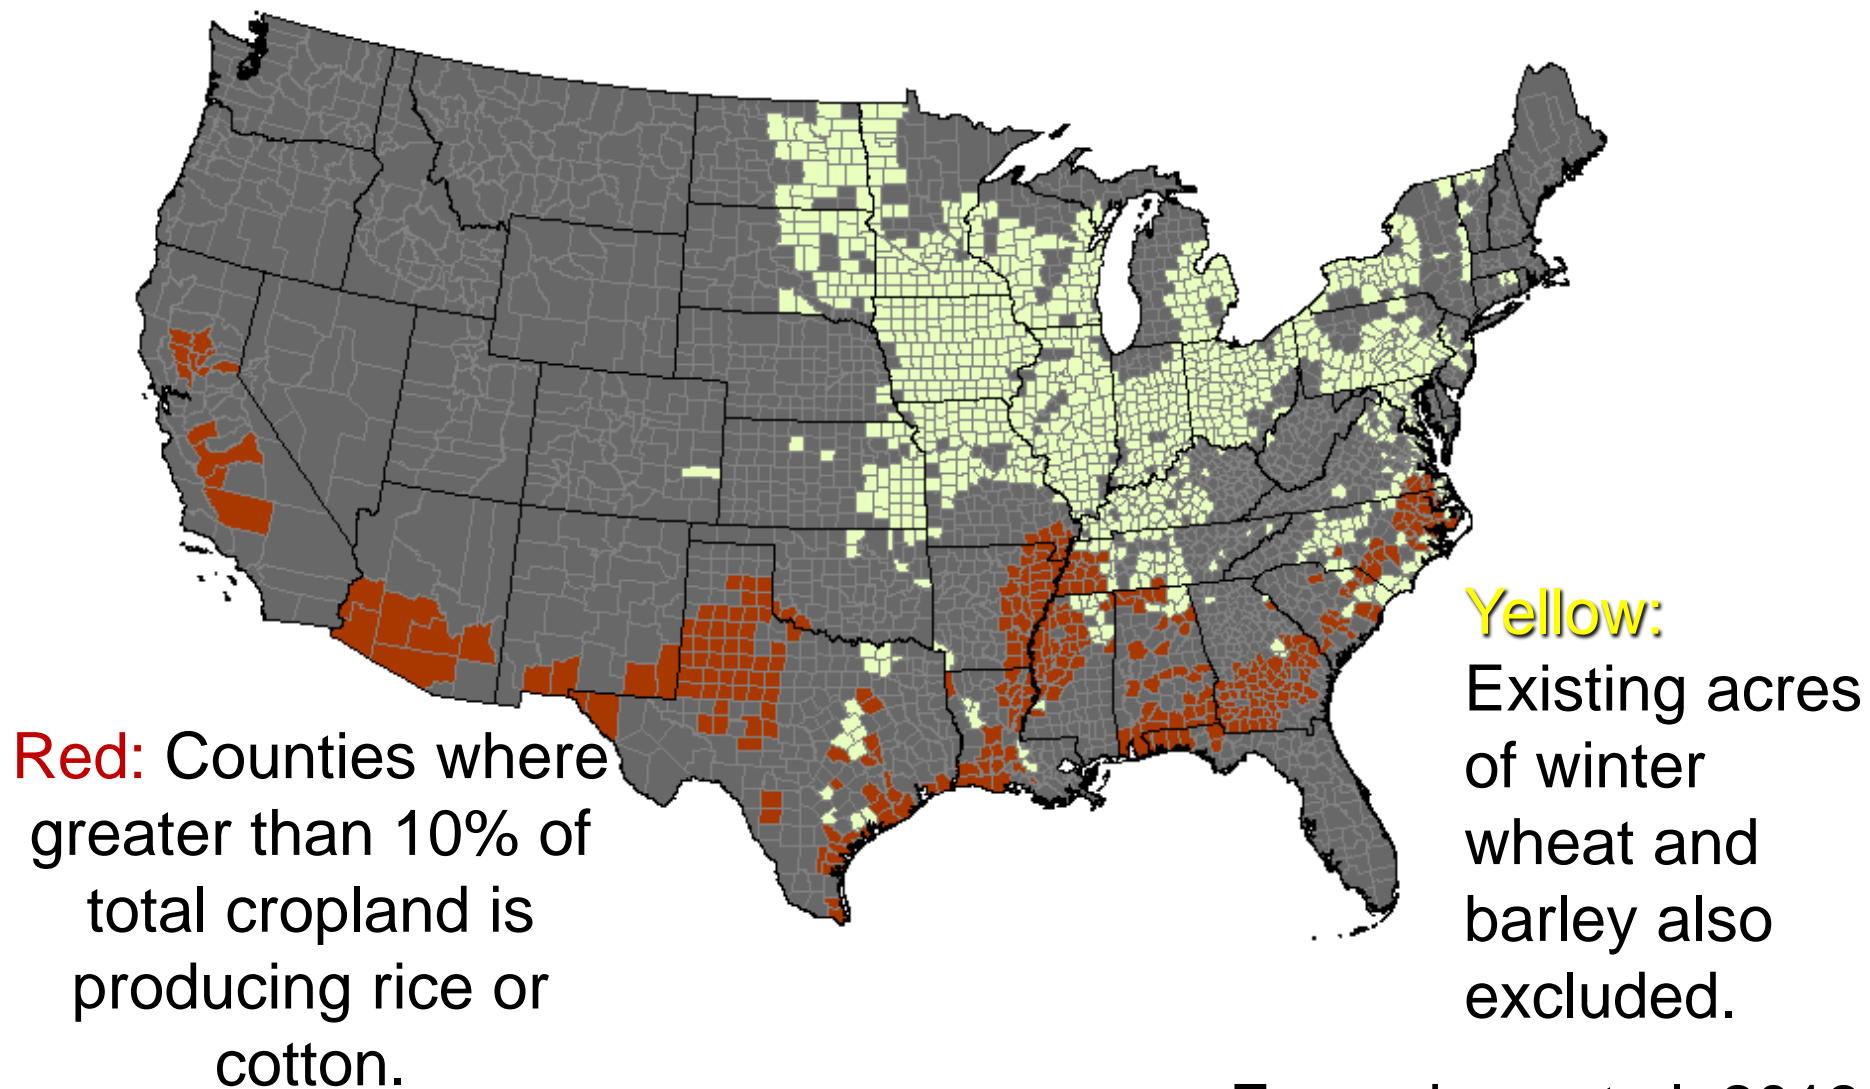 Red: Counties where
greater than 10% of
total cropland is
producing rice or
cotton.
Yellow:
Existing acres
of winter
wheat and
barley also
excluded.